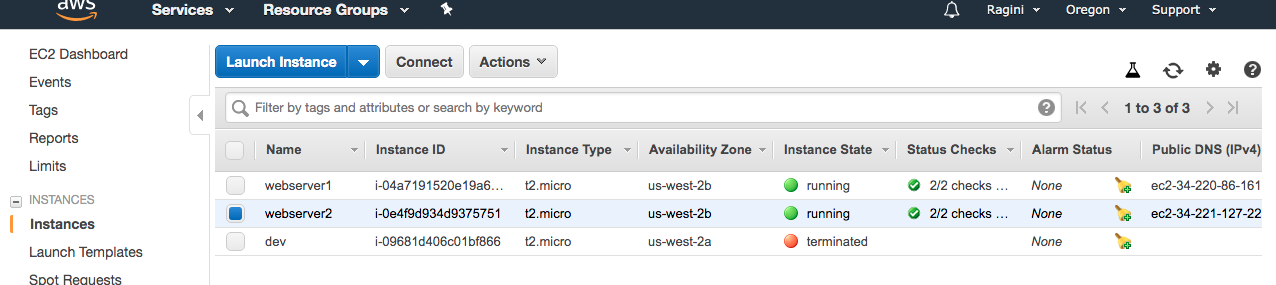 aws Services Resource Groups Ragini Oregon Support
EC2 Dashboard
Events
Tags
Reports
Limits
INSTANCES
Instances
Launch Templates
Spot Requests
Launch Instance Connect Actions
Filter by tags and attributes or search by keyword 1 to 3 of 3
Name Instance ID Instance Type Availability Zone Instance State Status Checks Alarm Status Public DNS (IPv4)
webserver1 i-04a7191520e19a6... t2.micro us-west-2b running 2/2 checks ... None ec2-34-220-86-161
webserver2 i-0e4f9d934d9375751 t2.micro us-west-2b running 2/2 checks ... None ec2-34-221-127-22
dev i-09681d406c01bf866 t2.micro us-west-2a terminated None